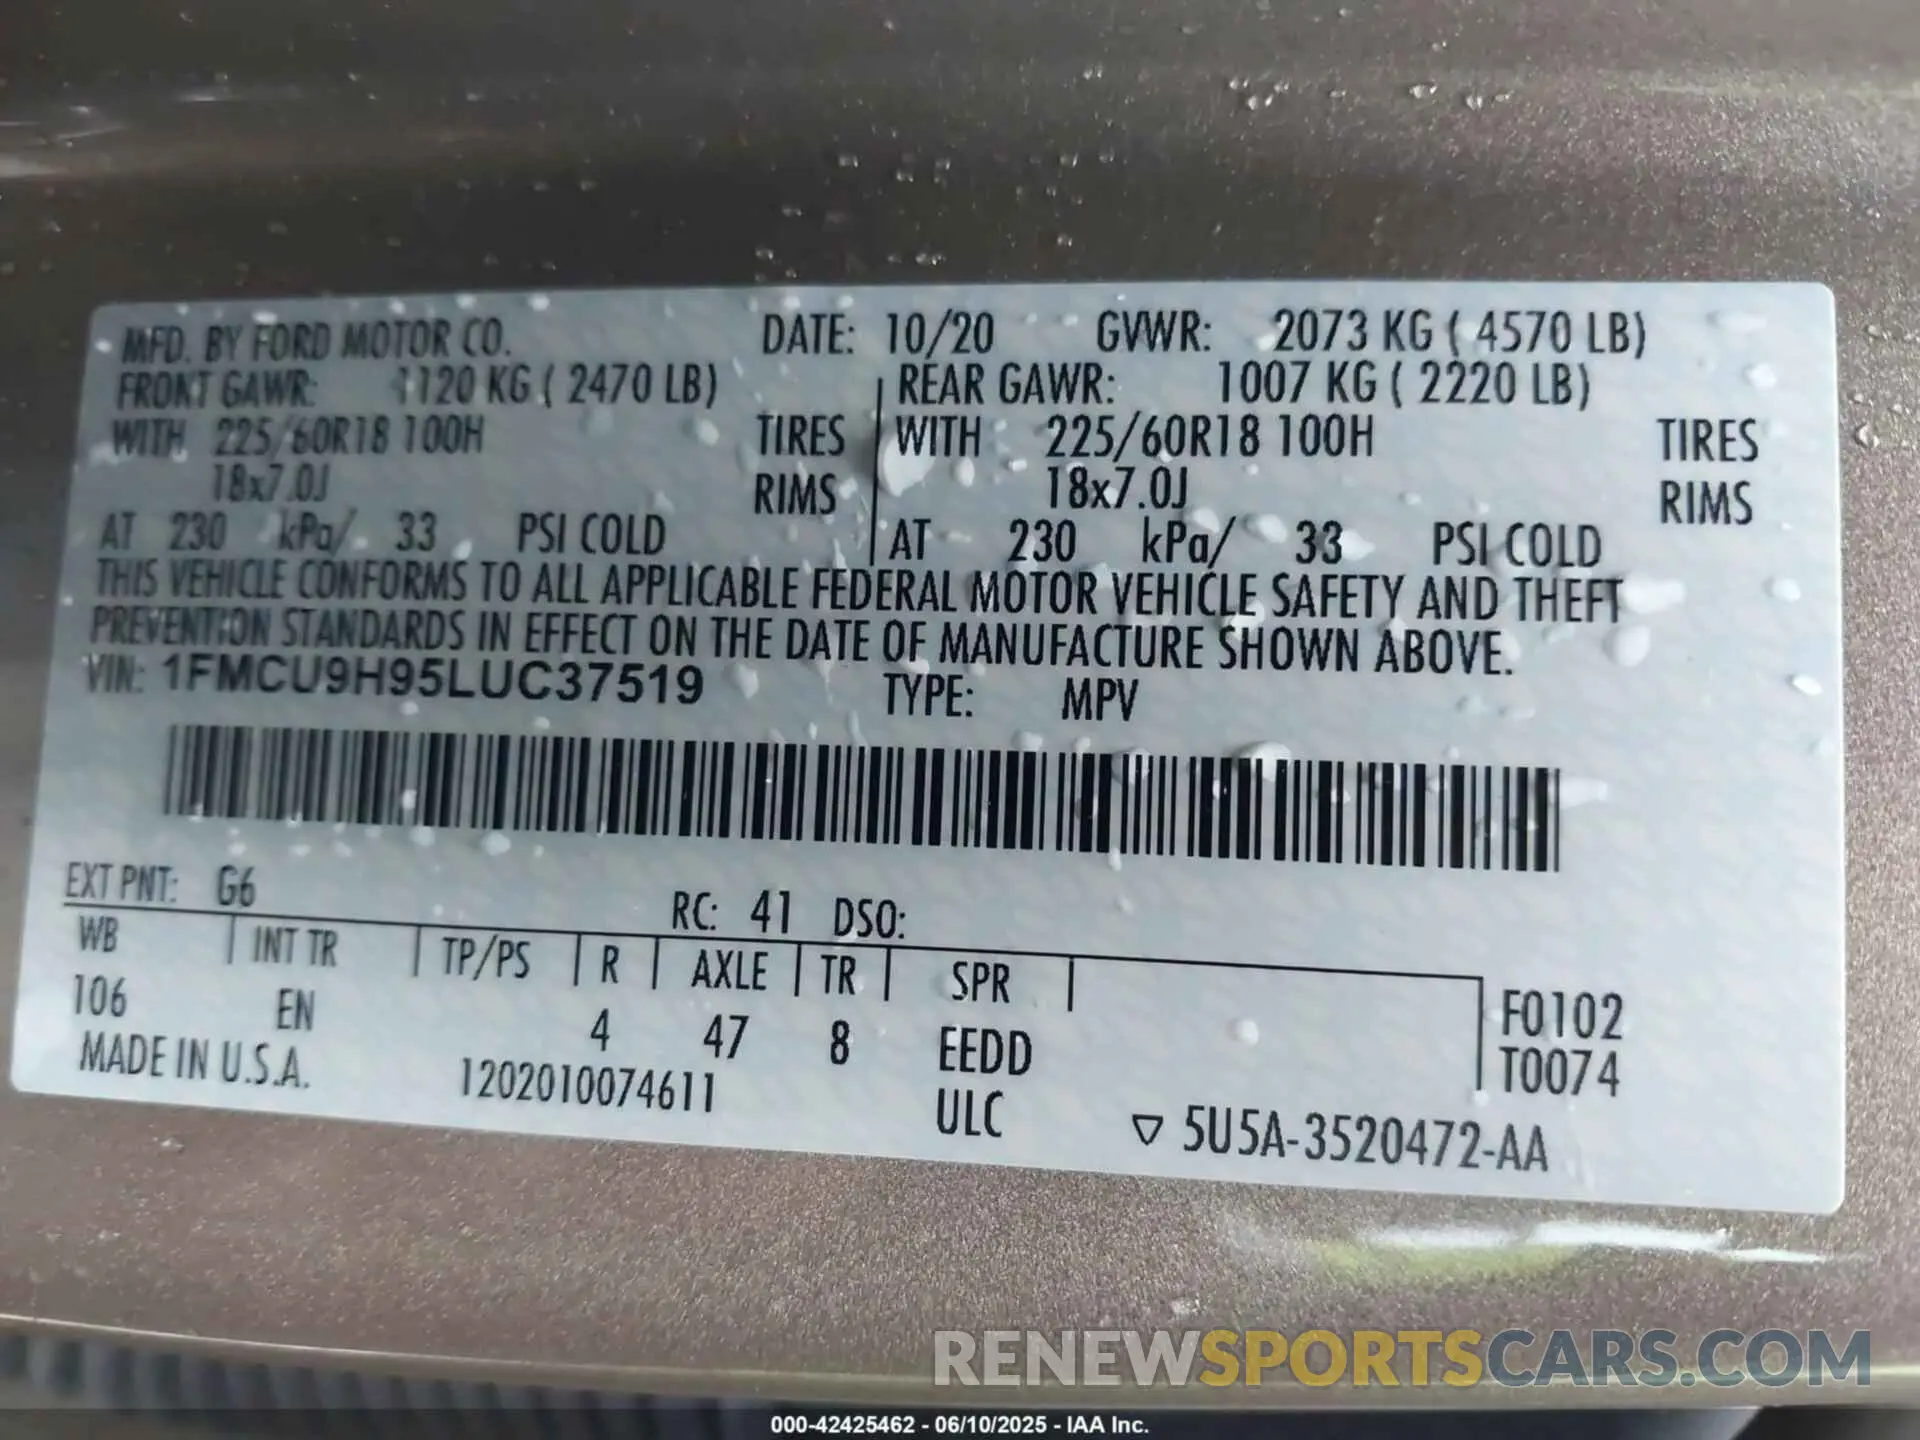 MFD. BY FORD MOTOR CO. DATE: 10/20 GVWR: 2073 KG ( 4570 LB)
FRONT GAWR: 1120 KG ( 2470 LB) REAR GAWR: 1007 KG ( 2220 LB)
WITH 225/60R18 100H TIRES WITH 225/60R18 100H TIRES
18x7.0J RIMS 18x7.0J RIMS
AT 230 kPa/ 33 PSI COLD AT 230 kPa/ 33 PSI COLD
THIS VEHICLE CONFORMS TO ALL APPLICABLE FEDERAL MOTOR VEHICLE SAFETY AND THEFT
PREVENTION STANDARDS IN EFFECT ON THE DATE OF MANUFACTURE SHOWN ABOVE.
VIN: 1FMCU9H95LUC37519 TYPE: MPV
EXT PNT: G6 RC: 41 DSO:
WB INT TR TP/PS R AXLE TR SPR
106 EN 4 47 8 EEDD F0102
T0074
MADE IN U.S.A. 1202010074611 ULC ▽ 5U5A-3520472-AA
RENEWSPORTSCARS.COM
000-42425462 - 06/10/2025 - IAA Inc.